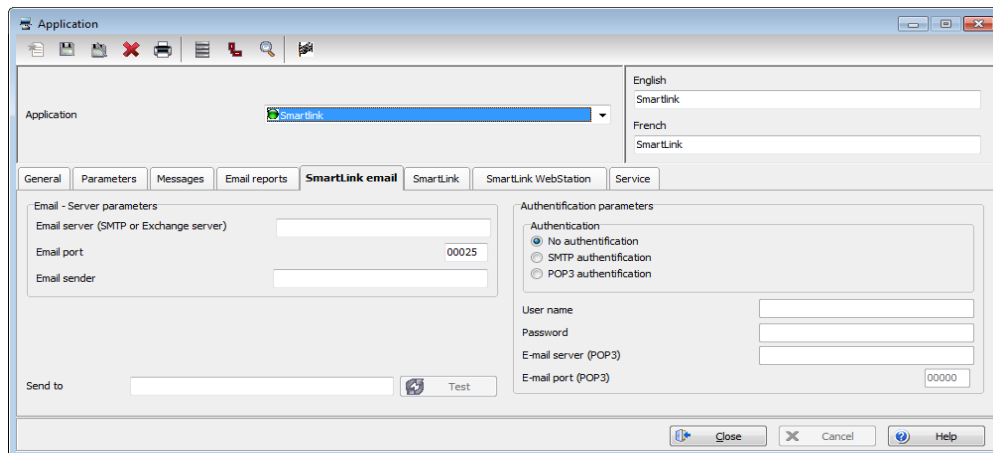 Application
English
Smartlink
Application
Smartlink
French
SmartLink
General Parameters Messages Email reports SmartLink email SmartLink SmartLink WebStation Service
Email - Server parameters
Email server (SMTP or Exchange server)
Email port 00025
Email sender
Send to Test
Authentification parameters
Authentication
No authentification
SMTP authentification
POP3 authentification
User name
Password
E-mail server (POP3)
E-mail port (POP3) 00000
Close Cancel Help